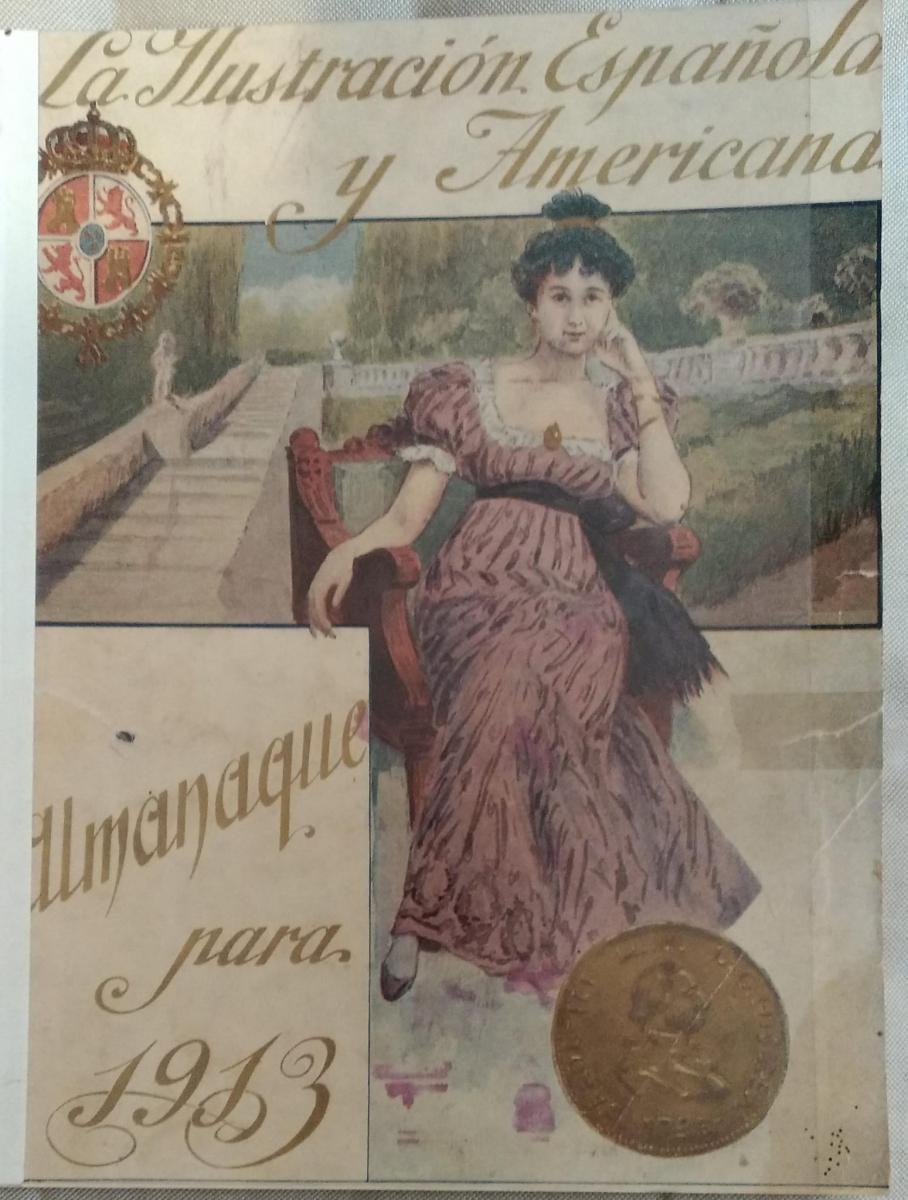 La Ilustración Española
y Americana
Almanaque
para
1913